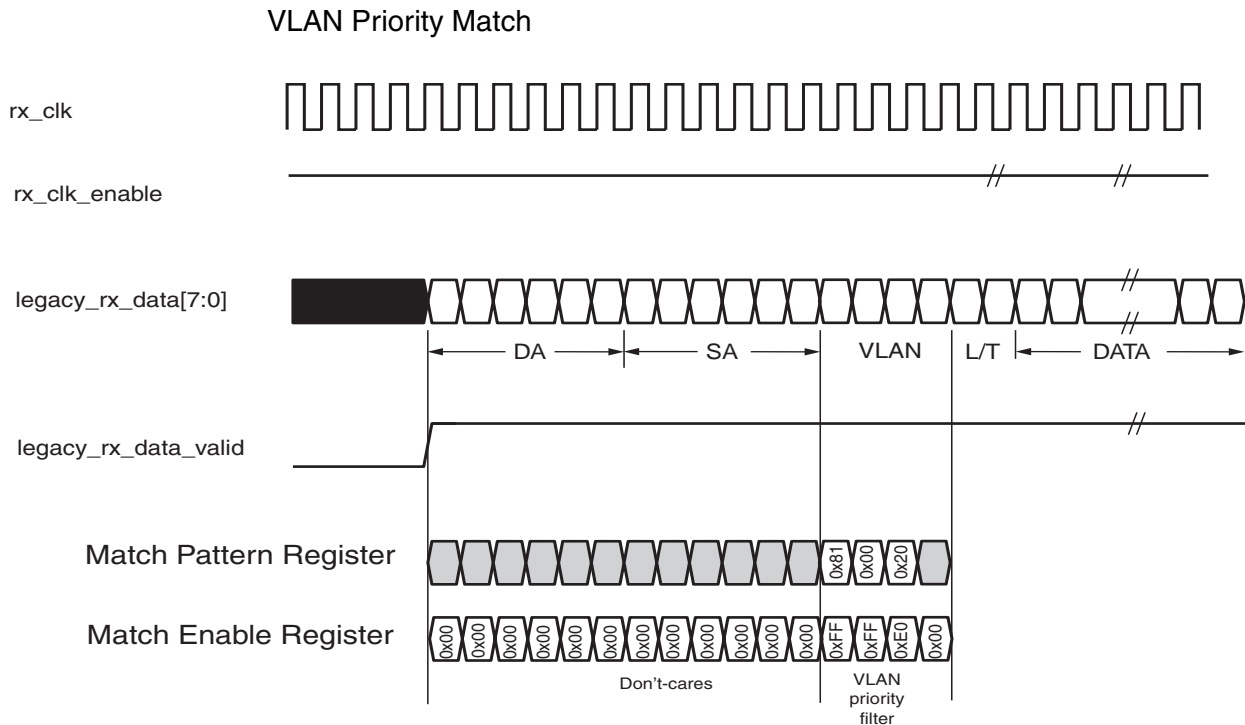 VLAN Priority Match
rx_clk
rx_clk_enable
legacy_rx_data[7:0]
DA SA VLAN L/T DATA
legacy_rx_data_valid
Match Pattern Register
0x81 0x00 0x20
Match Enable Register
0x00 0x00 0x00 0x00 0x00 0x00 0x00 0x00 0x00 0x00 0x00 0x00 0xFF 0xFF 0xE0 0x00
Don't-cares
VLAN
priority
filter